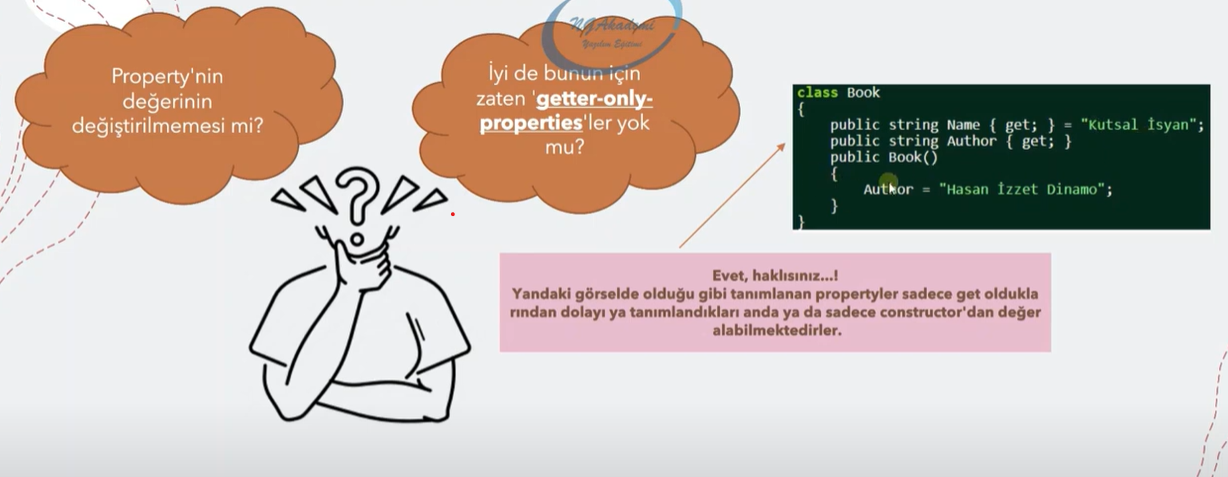 Property'nin
değerinin
değiştirilmemesi mi?
NGAkademi
Yazılım Eğitimi
İyi de bunun için
zaten 'getter-only-
properties'ler yok
mu?
class Book
{
public string Name { get; } = "Kutsal İsyan";
public string Author { get; }
public Book()
{
Author = "Hasan İzzet Dinamo";
}
}
?
Evet, haklısınız...!
Yandaki görselde olduğu gibi tanımlanan propertyler sadece get oldukla
rından dolayı ya tanımlandıkları anda ya da sadece constructor'dan değer
alabilmektedirler.